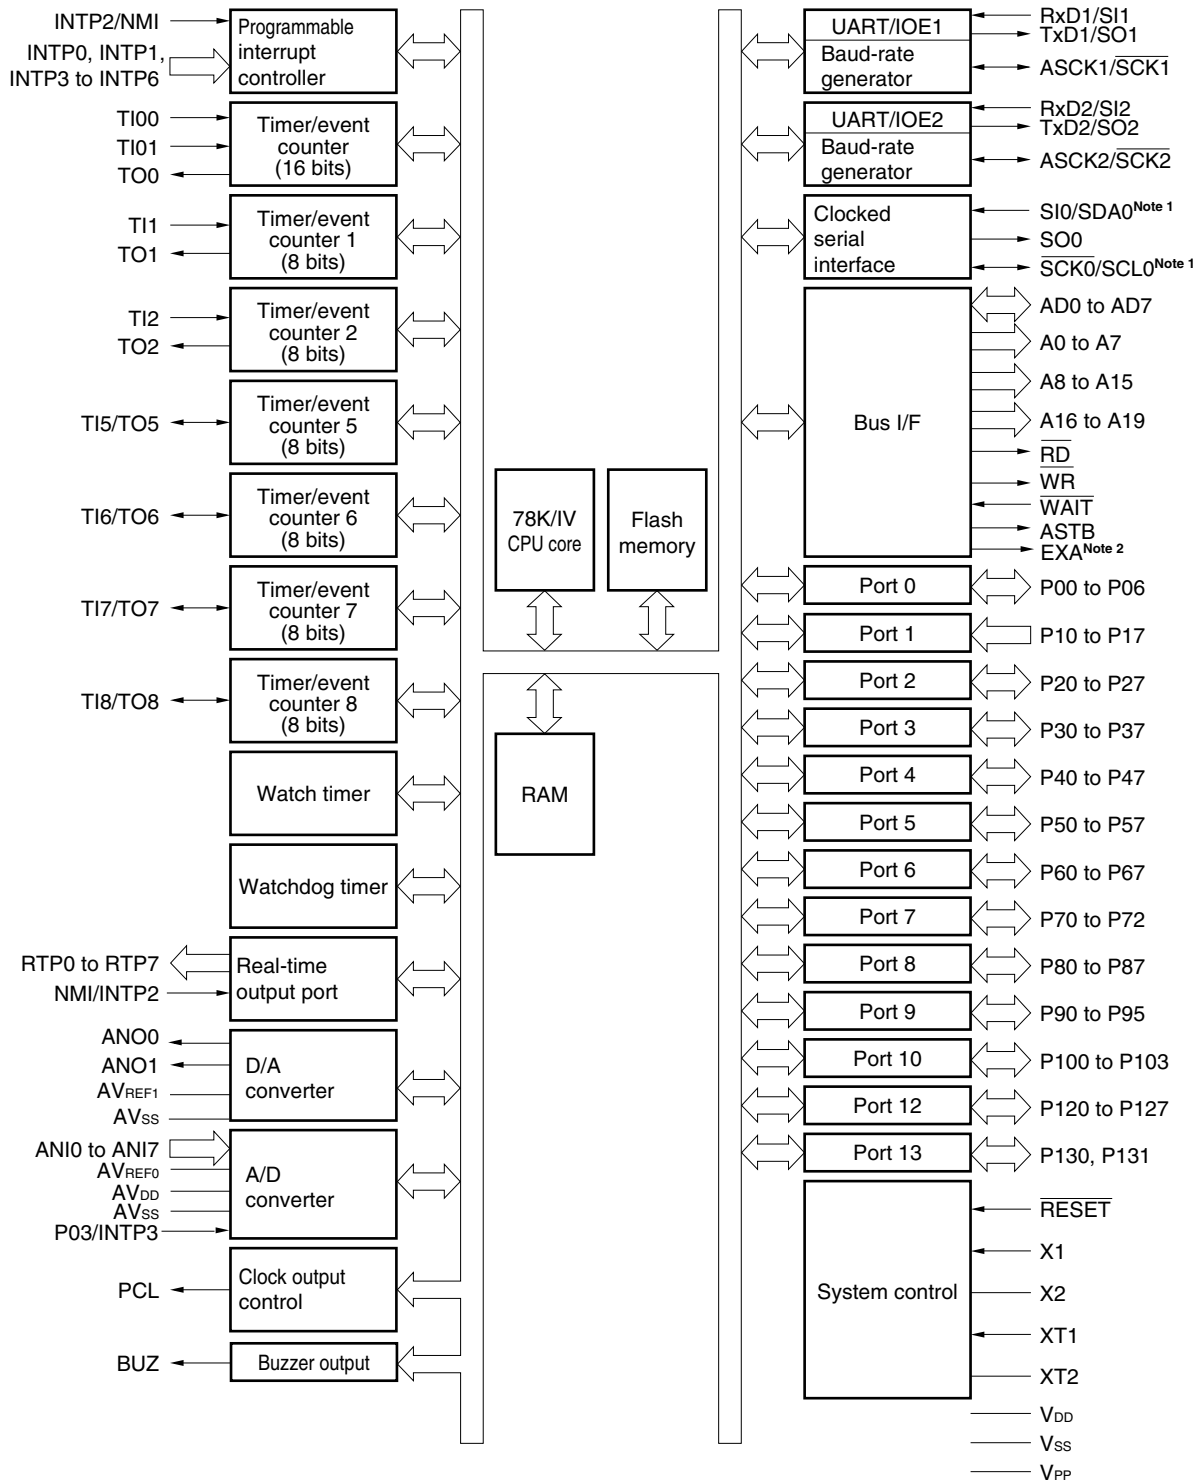 INTP2/NMI
INTP0, INTP1,
INTP3 to INTP6
Programmable
interrupt
controller
TI00
TI01
TO0
Timer/event
counter
(16 bits)
TI1
TO1
Timer/event
counter 1
(8 bits)
TI2
TO2
Timer/event
counter 2
(8 bits)
TI5/TO5
Timer/event
counter 5
(8 bits)
TI6/TO6
Timer/event
counter 6
(8 bits)
TI7/TO7
Timer/event
counter 7
(8 bits)
TI8/TO8
Timer/event
counter 8
(8 bits)
Watch timer
Watchdog timer
RTP0 to RTP7
NMI/INTP2
Real-time
output port
ANO0
ANO1
AVREF1
AVSS
D/A
converter
ANI0 to ANI7
AVREF0
AVDD
AVSS
P03/INTP3
A/D
converter
PCL
Clock output
control
BUZ
Buzzer output
78K/IV
CPU core
Flash
memory
RAM
UART/IOE1
Baud-rate
generator
RxD1/SI1
TxD1/SO1
ASCK1/SCK1
UART/IOE2
Baud-rate
generator
RxD2/SI2
TxD2/SO2
ASCK2/SCK2
Clocked
serial
interface
SI0/SDA0Note 1
SO0
SCK0/SCL0Note 1
Bus I/F
AD0 to AD7
A0 to A7
A8 to A15
A16 to A19
RD
WR
WAIT
ASTB
EXANote 2
Port 0
P00 to P06
Port 1
P10 to P17
Port 2
P20 to P27
Port 3
P30 to P37
Port 4
P40 to P47
Port 5
P50 to P57
Port 6
P60 to P67
Port 7
P70 to P72
Port 8
P80 to P87
Port 9
P90 to P95
Port 10
P100 to P103
Port 12
P120 to P127
Port 13
P130, P131
System control
RESET
X1
X2
XT1
XT2
VDD
VSS
VPP